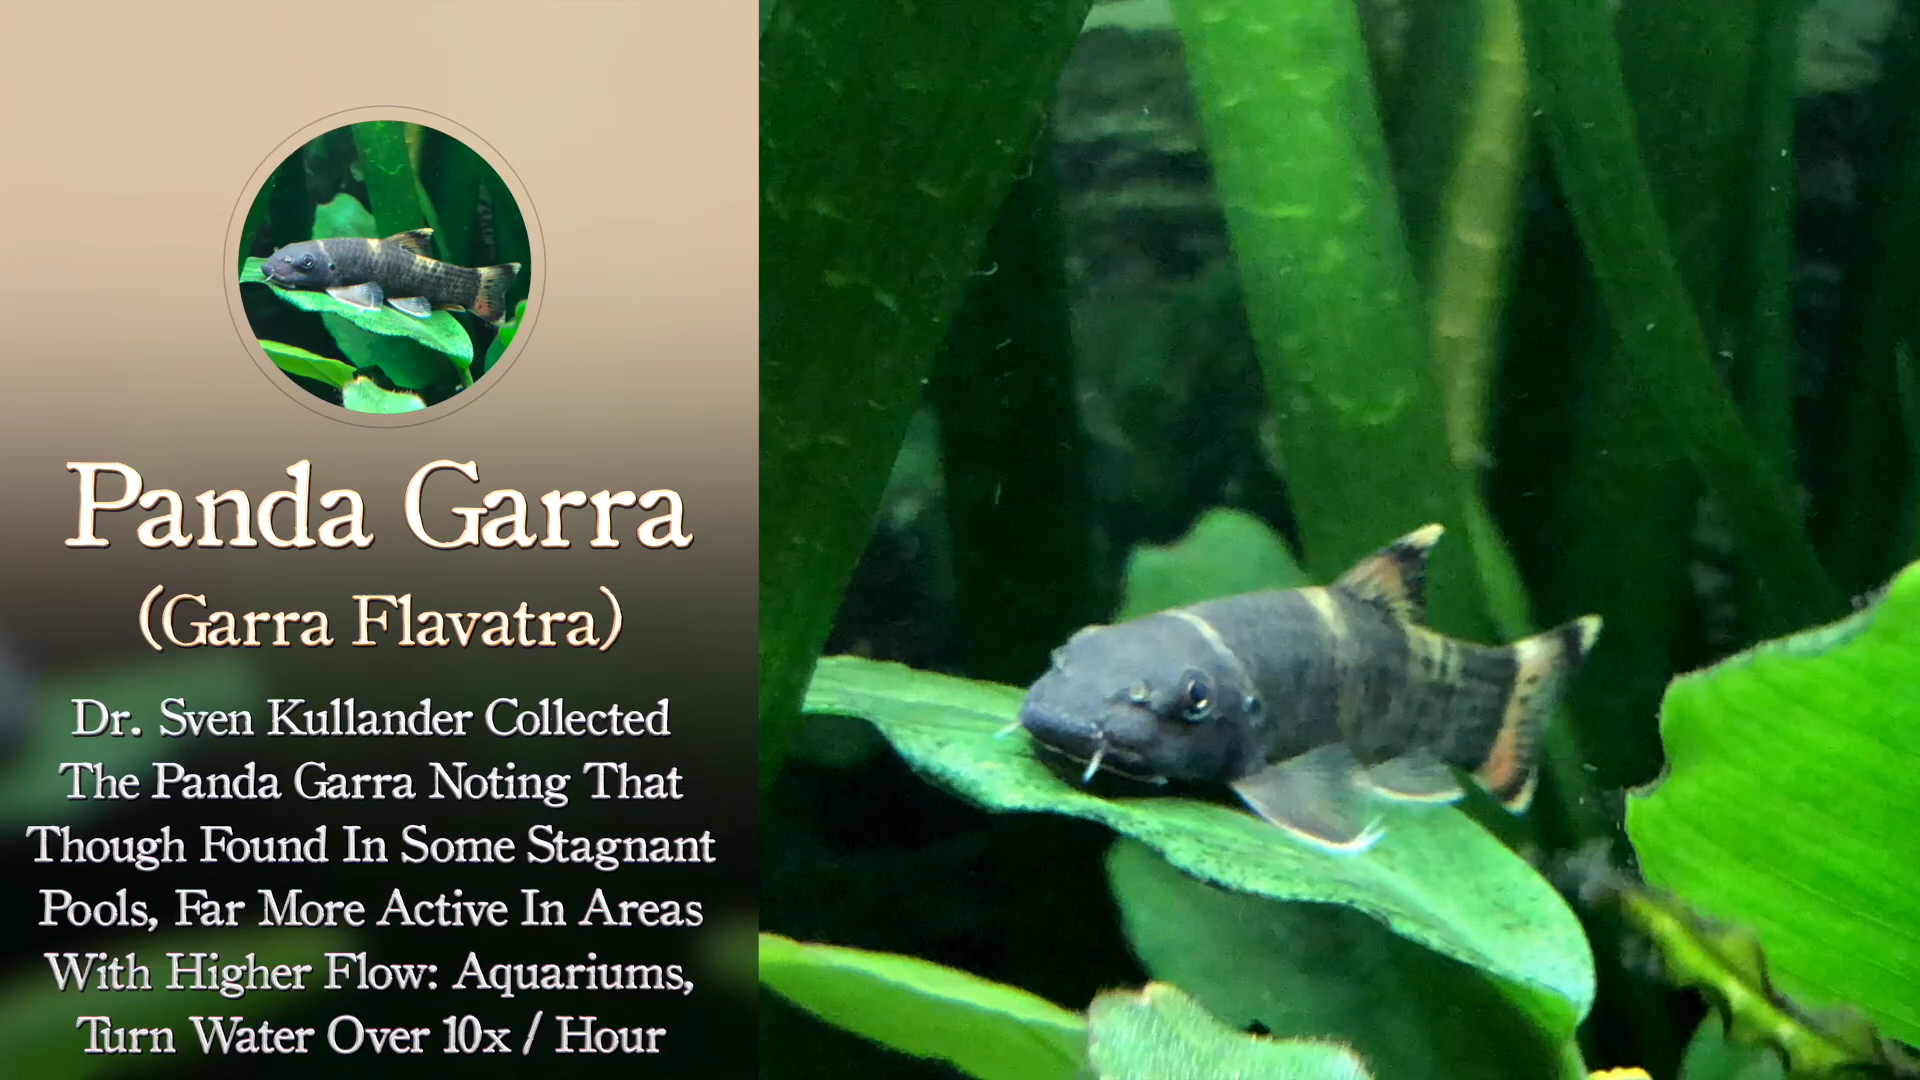 Panda Garra
(Garra Flavatra)
Dr. Sven Kullander Collected
The Panda Garra Noting That
Though Found In Some Stagnant
Pools, Far More Active In Areas
With Higher Flow: Aquariums,
Turn Water Over 10x / Hour